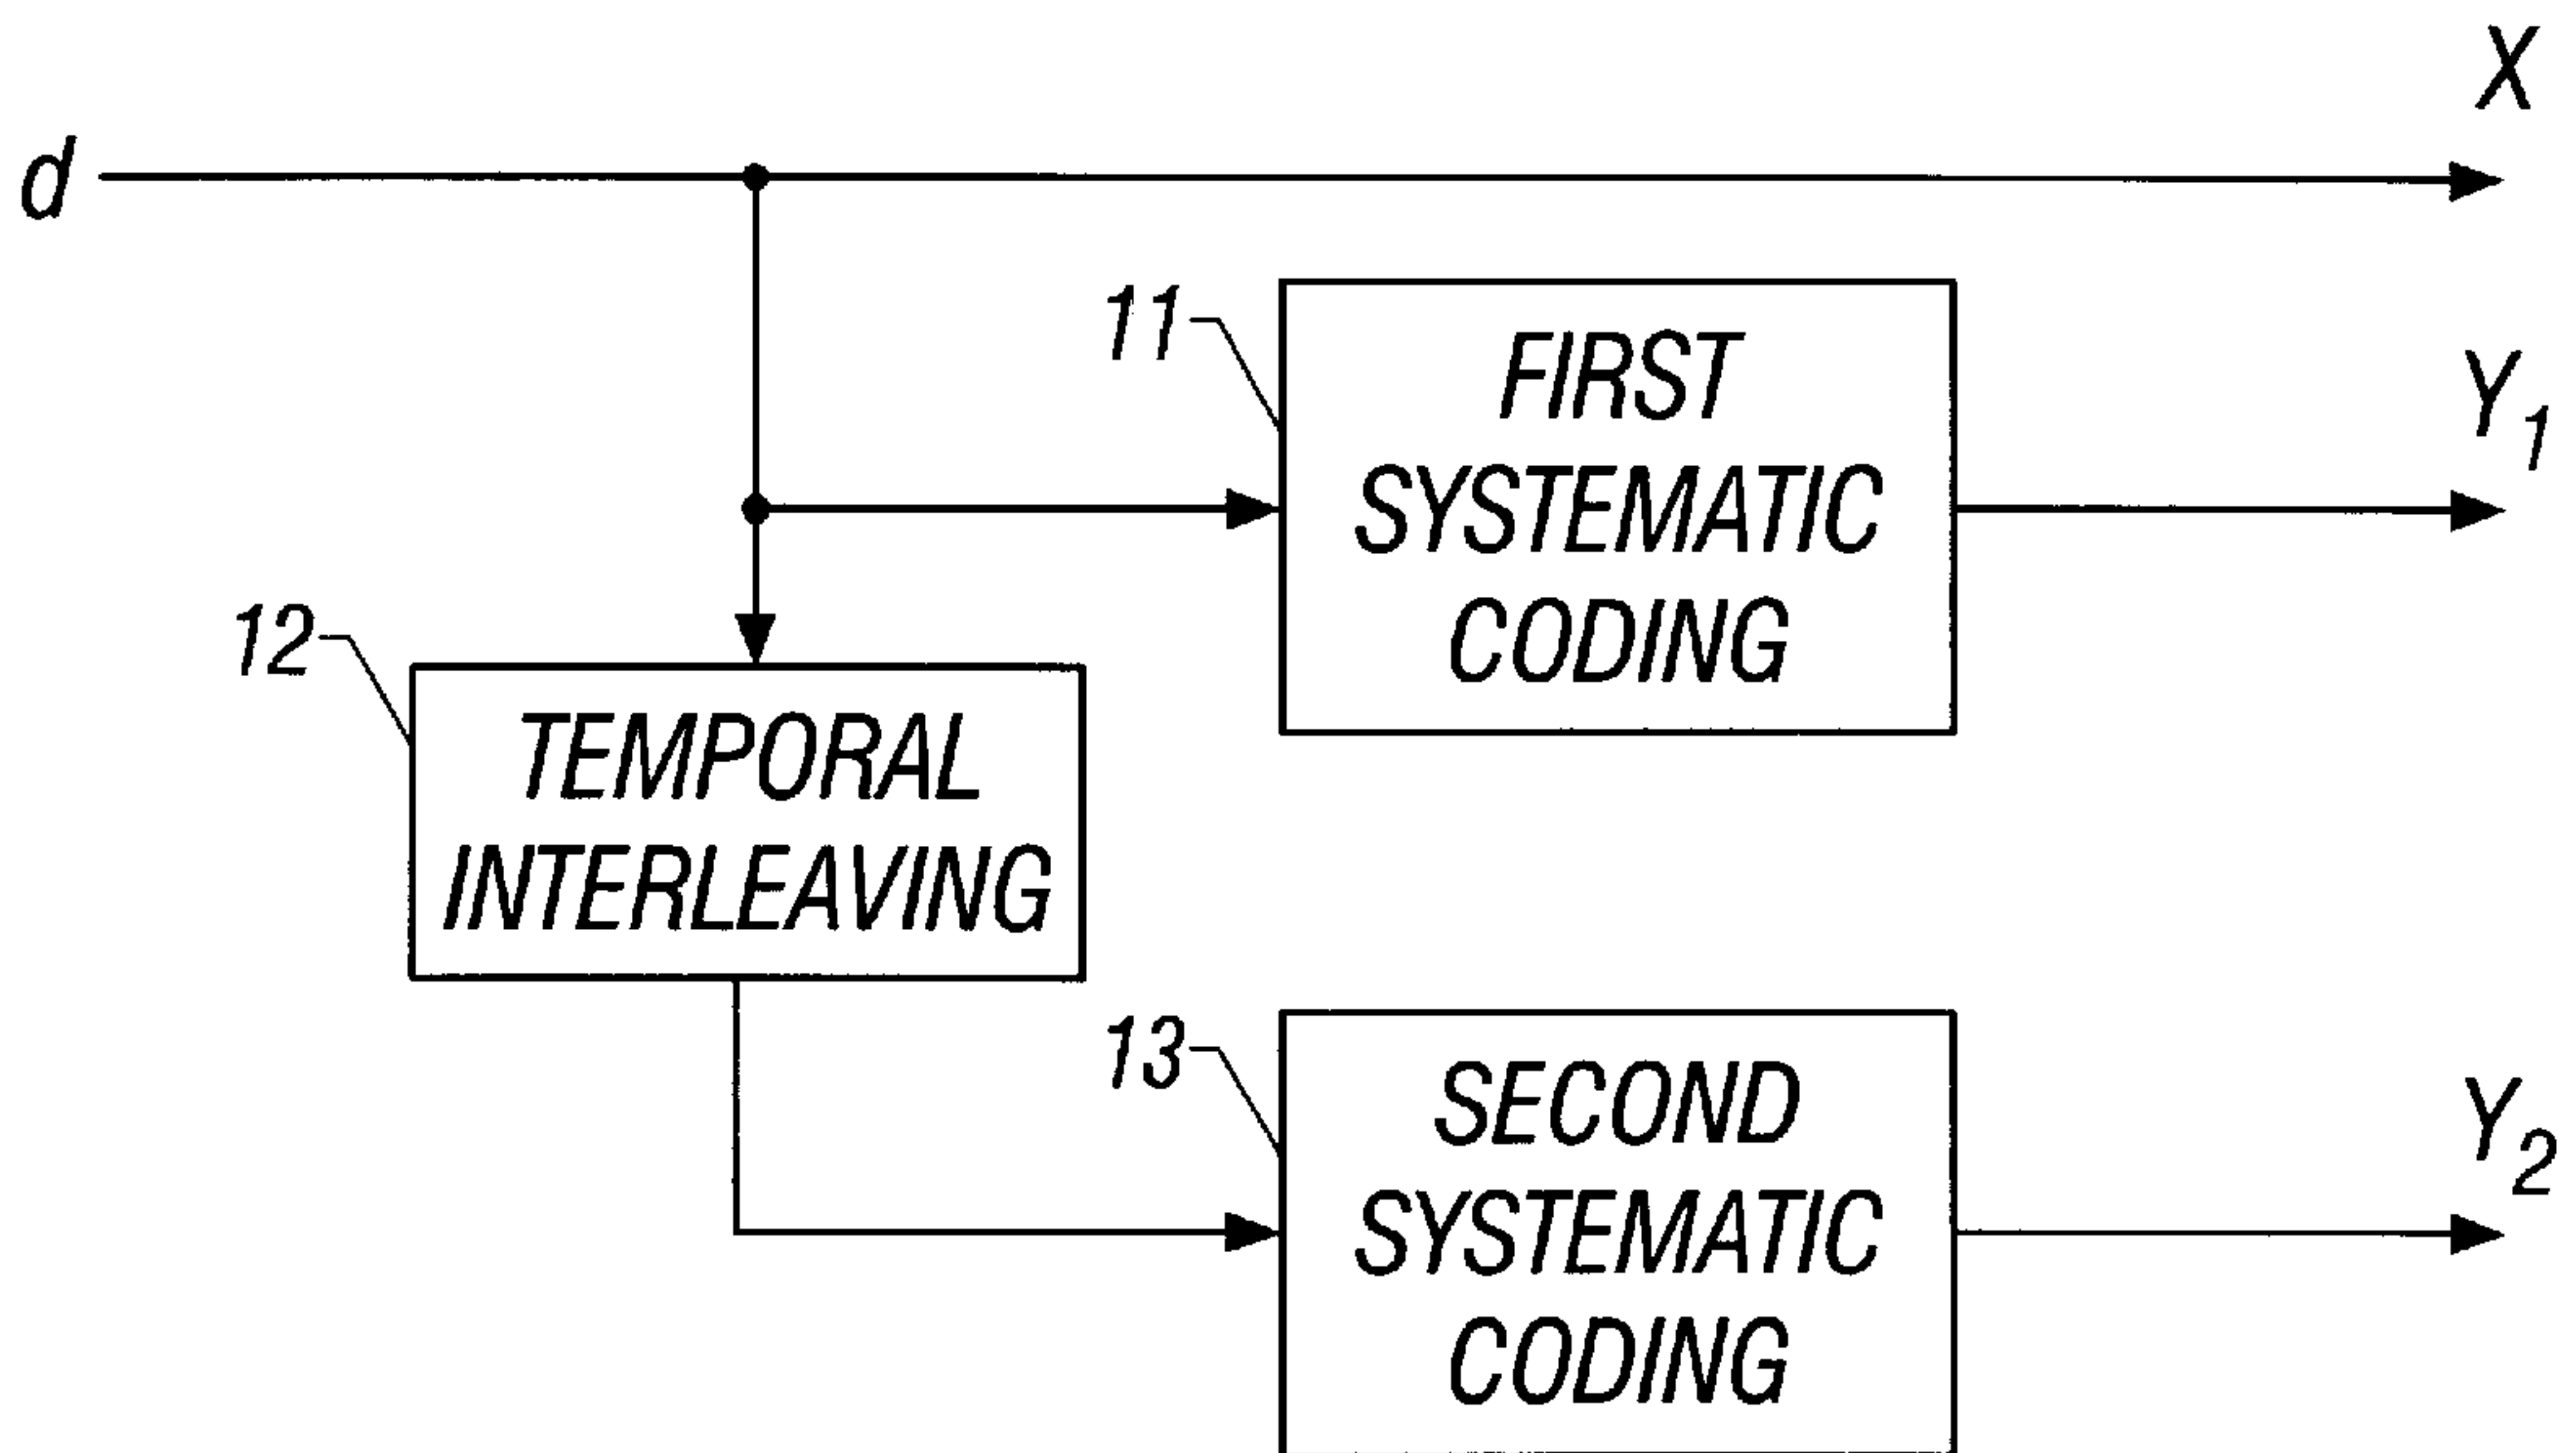 X
d
11
FIRST
SYSTEMATIC
CODING
Y1
12
TEMPORAL
INTERLEAVING
13
SECOND
SYSTEMATIC
CODING
Y2